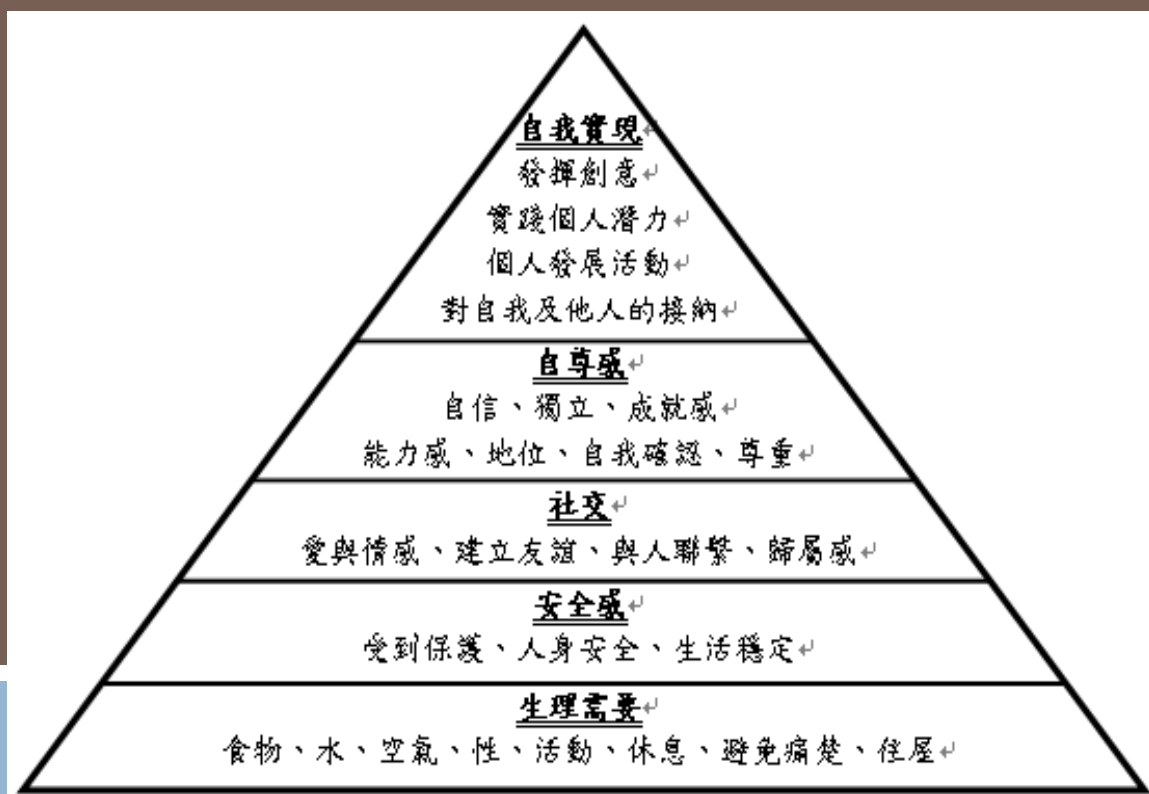 自我實現
發揮創意
實踐個人潛力
個人發展活動
對自我及他人的接納
自尊感
自信、獨立、成就感
能力感、地位、自我確認、尊重
社交
愛與情感、建立友誼、與人聯繫、歸屬感
安全感
受到保護、人身安全、生活穩定
生理需要
食物、水、空氣、性、活動、休息、避免痛楚、住屋